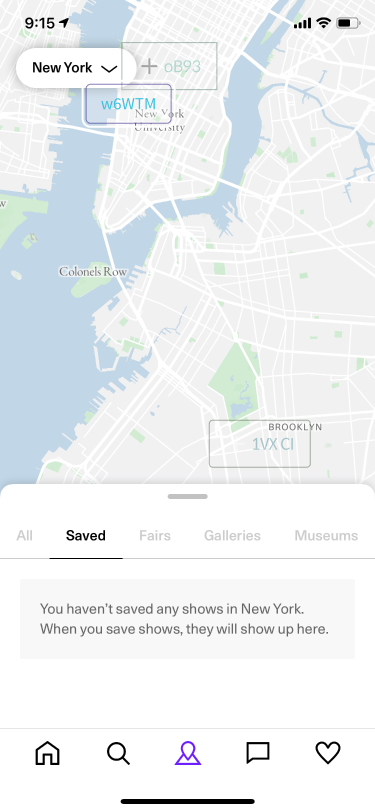 9:15
New York
+ oB93
w6WTM
New York
University
w
Colonels Row
BROOKLYN
1VX CI
All
Saved
Fairs
Galleries
Museums
You haven't saved any shows in New York.
When you save shows, they will show up here.